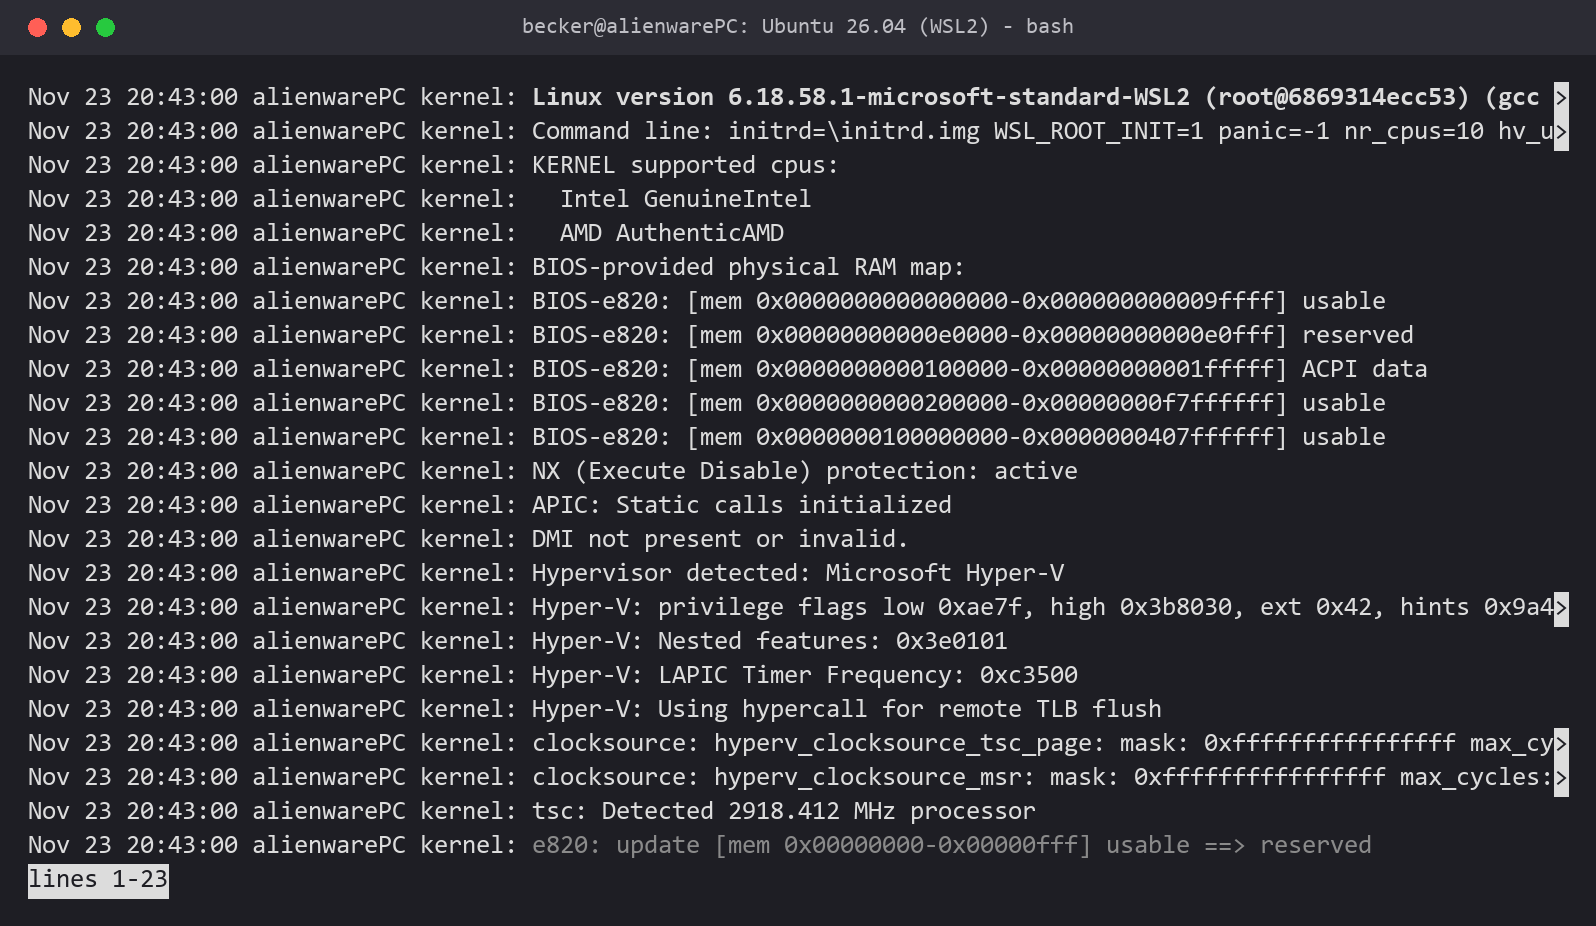 becker@alienwarePC: Ubuntu 26.04 (WSL2) - bash
Nov 23 20:43:00 alienwarePC kernel: Linux version 6.18.58.1-microsoft-standard-WSL2 (root@6869314ecc53) (gcc >
Nov 23 20:43:00 alienwarePC kernel: Command line: initrd=\initrd.img WSL_ROOT_INIT=1 panic=-1 nr_cpus=10 hv_u>
Nov 23 20:43:00 alienwarePC kernel: KERNEL supported cpus:
Nov 23 20:43:00 alienwarePC kernel:   Intel GenuineIntel
Nov 23 20:43:00 alienwarePC kernel:   AMD AuthenticAMD
Nov 23 20:43:00 alienwarePC kernel: BIOS-provided physical RAM map:
Nov 23 20:43:00 alienwarePC kernel: BIOS-e820: [mem 0x0000000000000000-0x000000000009ffff] usable
Nov 23 20:43:00 alienwarePC kernel: BIOS-e820: [mem 0x00000000000e0000-0x00000000000e0fff] reserved
Nov 23 20:43:00 alienwarePC kernel: BIOS-e820: [mem 0x0000000000100000-0x00000000001fffff] ACPI data
Nov 23 20:43:00 alienwarePC kernel: BIOS-e820: [mem 0x0000000000200000-0x00000000f7ffffff] usable
Nov 23 20:43:00 alienwarePC kernel: BIOS-e820: [mem 0x0000000100000000-0x0000000407ffffff] usable
Nov 23 20:43:00 alienwarePC kernel: NX (Execute Disable) protection: active
Nov 23 20:43:00 alienwarePC kernel: APIC: Static calls initialized
Nov 23 20:43:00 alienwarePC kernel: DMI not present or invalid.
Nov 23 20:43:00 alienwarePC kernel: Hypervisor detected: Microsoft Hyper-V
Nov 23 20:43:00 alienwarePC kernel: Hyper-V: privilege flags low 0xae7f, high 0x3b8030, ext 0x42, hints 0x9a4>
Nov 23 20:43:00 alienwarePC kernel: Hyper-V: Nested features: 0x3e0101
Nov 23 20:43:00 alienwarePC kernel: Hyper-V: LAPIC Timer Frequency: 0xc3500
Nov 23 20:43:00 alienwarePC kernel: Hyper-V: Using hypercall for remote TLB flush
Nov 23 20:43:00 alienwarePC kernel: clocksource: hyperv_clocksource_tsc_page: mask: 0xffffffffffffffff max_cy>
Nov 23 20:43:00 alienwarePC kernel: clocksource: hyperv_clocksource_msr: mask: 0xffffffffffffffff max_cycles:>
Nov 23 20:43:00 alienwarePC kernel: tsc: Detected 2918.412 MHz processor
Nov 23 20:43:00 alienwarePC kernel: e820: update [mem 0x00000000-0x00000fff] usable ==> reserved
lines 1-23